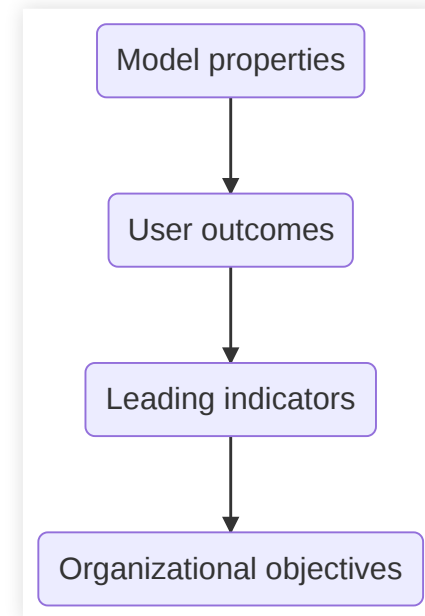 Model properties
User outcomes
Leading indicators
Organizational objectives